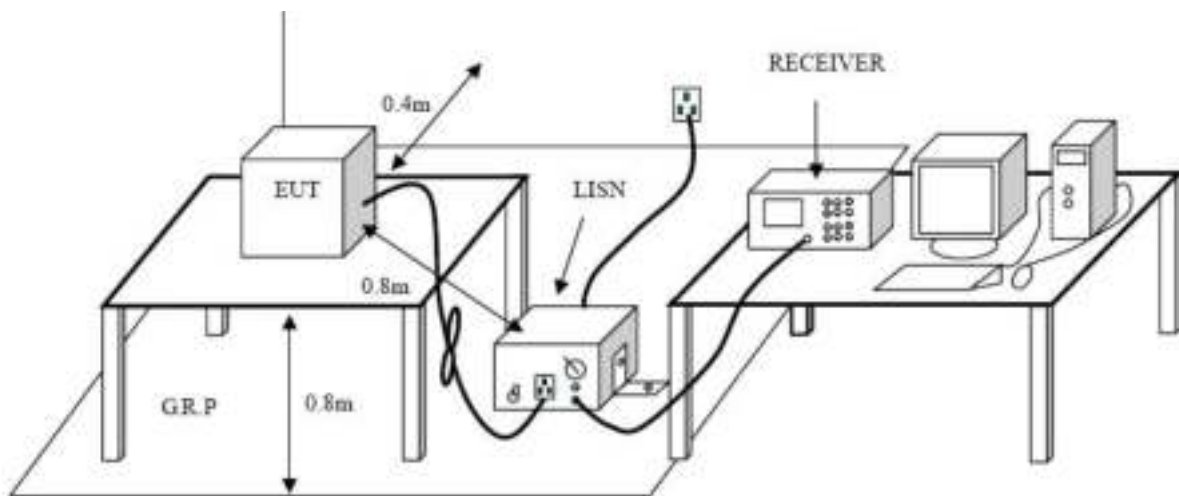 RECEIVER
0.4m
EUT
LISN
0.8m
G.R.P
0.8m